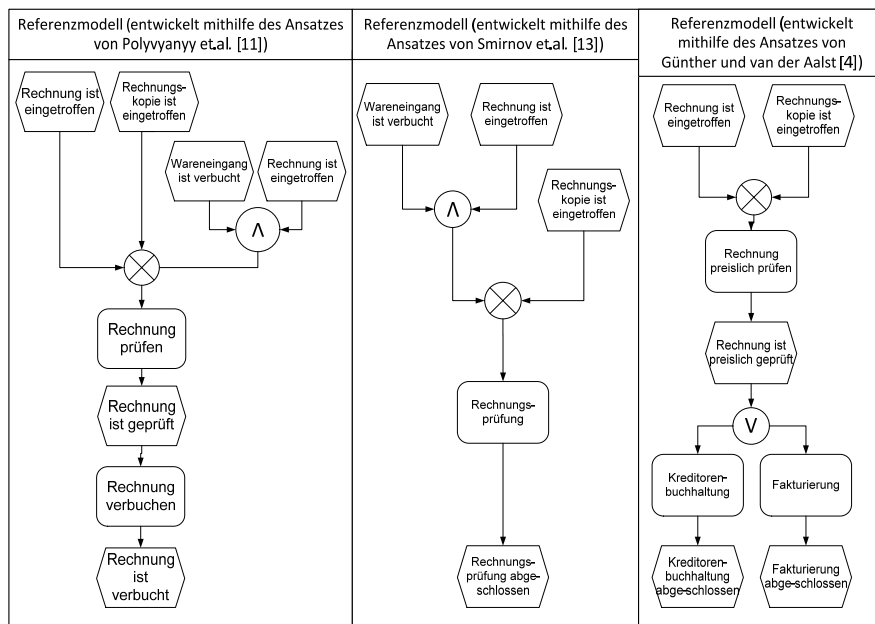 Referenzmodell (entwickelt mithilfe des Ansatzes
von Polyvyanyy et.al. [11])
Rechnung ist
eingetroffen
Rechnungs-
kopie ist
eingetroffen
Wareneingang
ist verbucht
Rechnung ist
eingetroffen
Λ
Rechnung
prüfen
Rechnung
ist geprüft
Rechnung
verbuchen
Rechnung
ist
verbucht
Referenzmodell (entwickelt mithilfe des
Ansatzes von Smirnov et.al. [13])
Wareneingang
ist verbucht
Rechnung ist
eingetroffen
Λ
Rechnungs-
kopie ist
eingetroffen
Rechnungs-
prüfung
Rechnungs-
prüfung abge-
schlossen
Referenzmodell (entwickelt
mithilfe des Ansatzes von
Günther und van der Aalst [4])
Rechnung ist
eingetroffen
Rechnungs-
kopie ist
eingetroffen
Rechnung
preislich prüfen
Rechnung ist
preislich geprüft
V
Kreditoren-
buchhaltung
Fakturierung
Kreditoren-
buchhaltung
abge-schlossen
Fakturierung
abge-schlossen